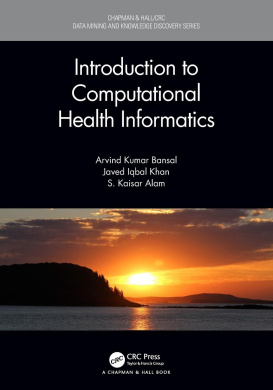 CHAPMAN & HALL/CRC
DATA MINING AND KNOWLEDGE DISCOVERY SERIES
Introduction to
Computational
Health Informatics
Arvind Kumar Bansal
Javed Iqbal Khan
S. Kaisar Alam
CRC
CRC Press
Taylor & Francis Group
A CHAPMAN & HALL BOOK